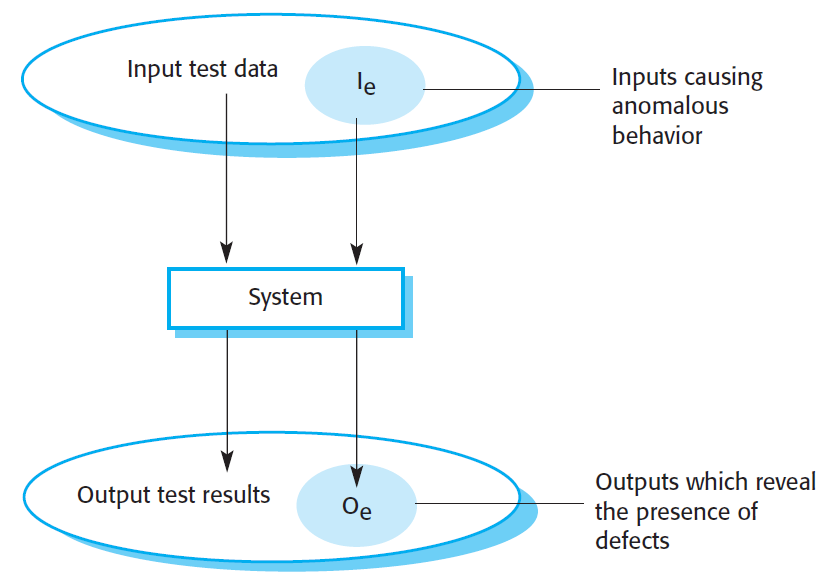 Input test data
Ie
Inputs causing
anomalous
behavior
System
Output test results
Oe
Outputs which reveal
the presence of
defects